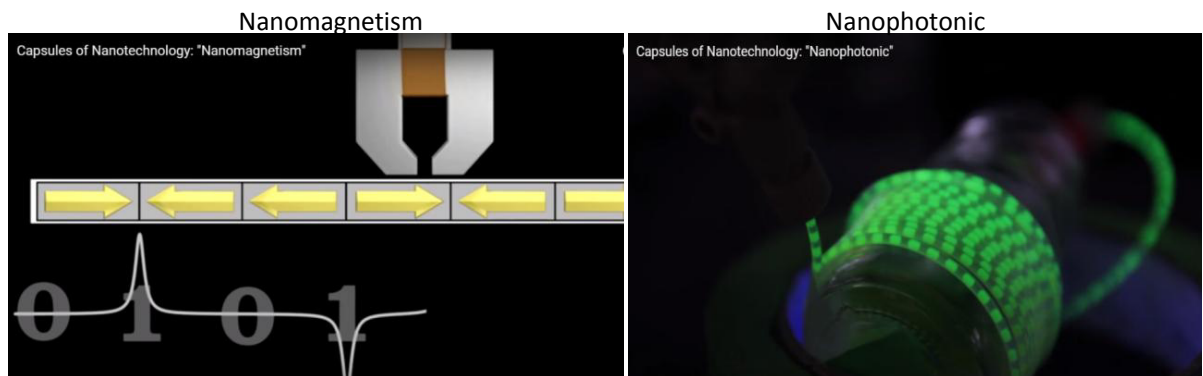 Nanomagnetism
Nanophotonic
Capsules of Nanotechnology: "Nanomagnetism"
Capsules of Nanotechnology: "Nanophotonic"
0 1 0 1